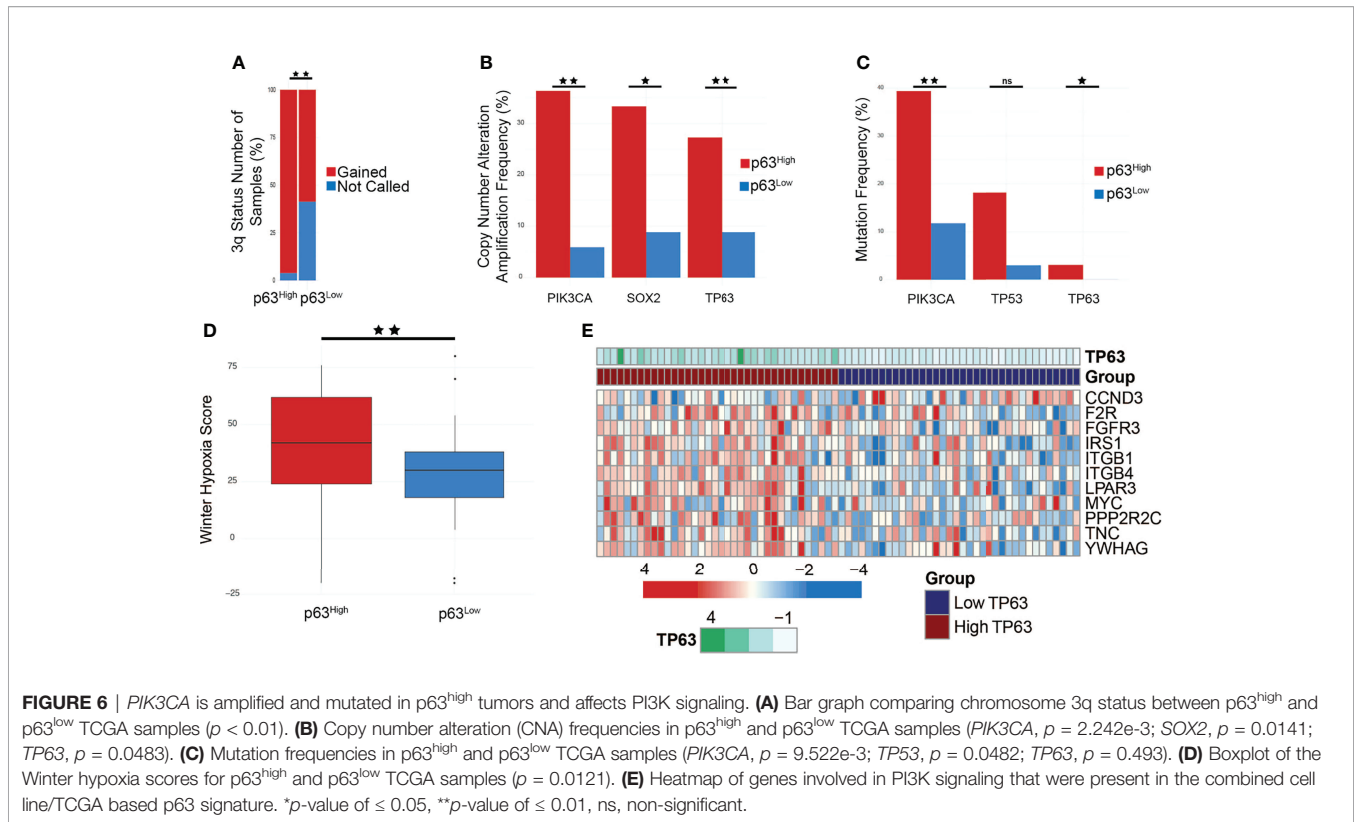 A
★★
3q Status Number of
Samples (%)
100
75
50
25
0
p63High p63Low
Gained
Not Called
B
★★ ★ ★★
Copy Number Alteration
Amplification Frequency (%)
30
20
10
0
PIK3CA SOX2 TP63
p63High
p63Low
C
★★ ns ★
Mutation Frequency (%)
40
30
20
10
0
PIK3CA TP53 TP63
p63High
p63Low
D
★★
Winter Hypoxia Score
75
50
25
0
−25
p63High p63Low
E
TP63
Group
CCND3
F2R
FGFR3
IRS1
ITGB1
ITGB4
LPAR3
MYC
PPP2R2C
TNC
YWHAG
4 2 0 −2 −4
4 −1
TP63
Group
Low TP63
High TP63
FIGURE 6 | PIK3CA is amplified and mutated in p63high tumors and affects PI3K signaling. (A) Bar graph comparing chromosome 3q status between p63high and
p63low TCGA samples (p < 0.01). (B) Copy number alteration (CNA) frequencies in p63high and p63low TCGA samples (PIK3CA, p = 2.242e-3; SOX2, p = 0.0141;
TP63, p = 0.0483). (C) Mutation frequencies in p63high and p63low TCGA samples (PIK3CA, p = 9.522e-3; TP53, p = 0.0482; TP63, p = 0.493). (D) Boxplot of the
Winter hypoxia scores for p63high and p63low TCGA samples (p = 0.0121). (E) Heatmap of genes involved in PI3K signaling that were present in the combined cell
line/TCGA based p63 signature. *p-value of ≤ 0.05, **p-value of ≤ 0.01, ns, non-significant.